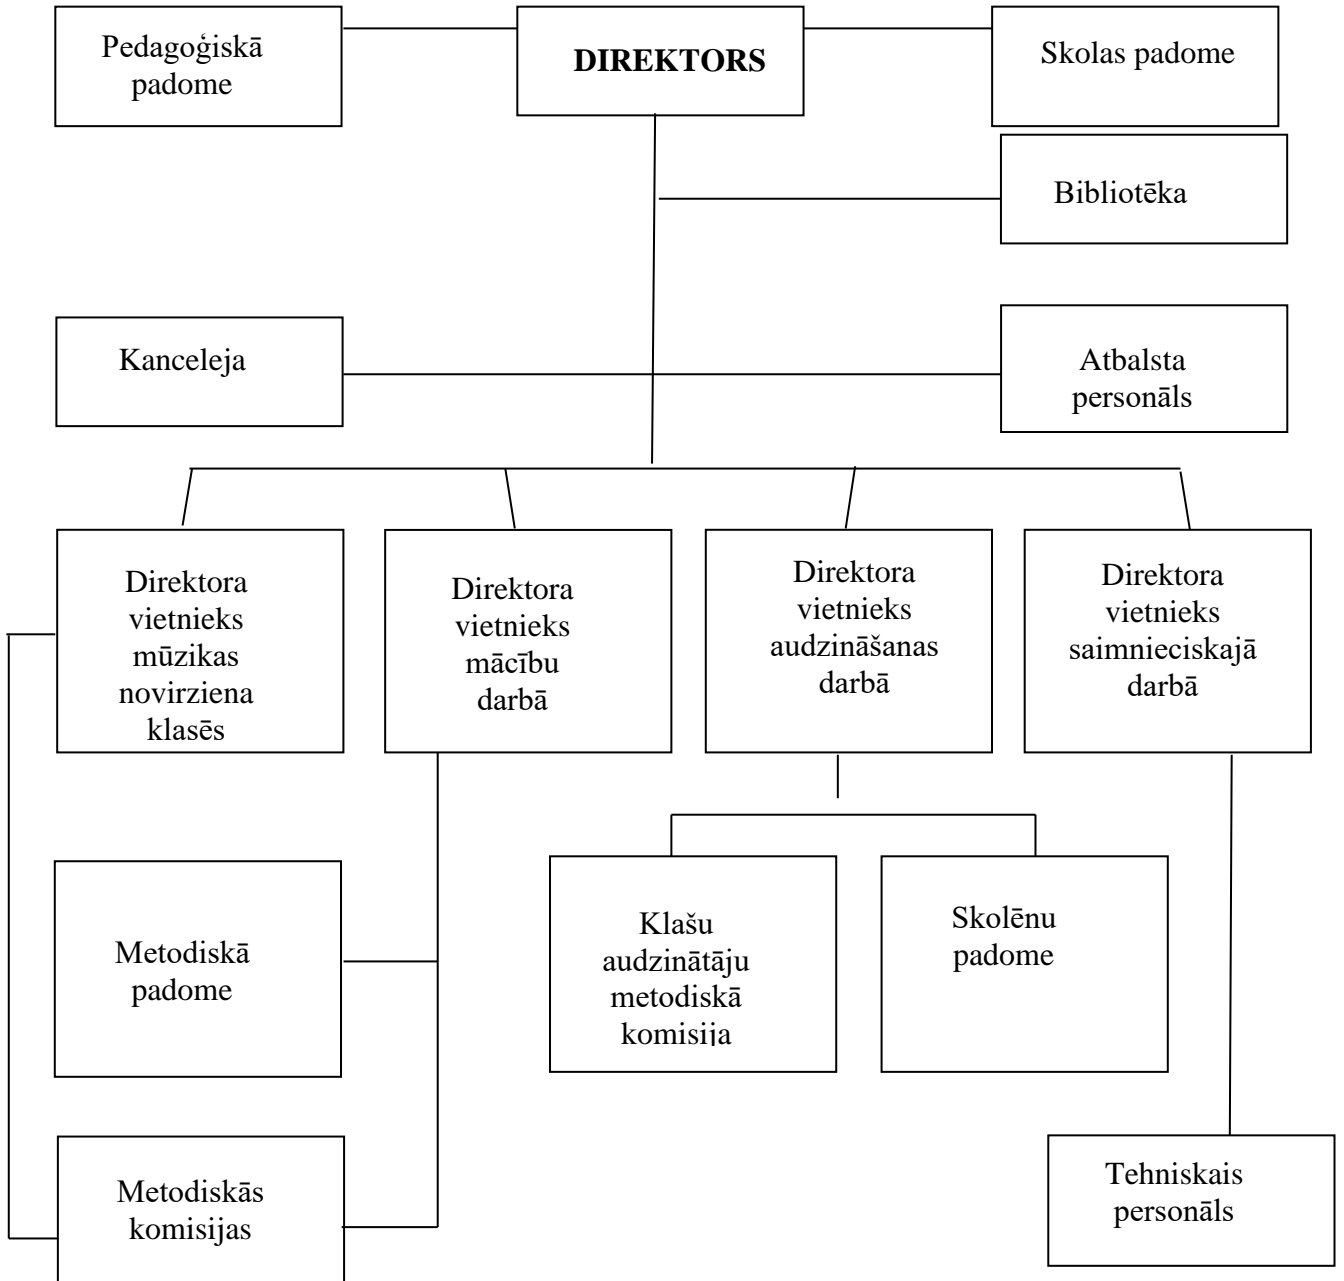 Pedagoģiskā
padome
DIREKTORS
Skolas padome
Bibliotēka
Kanceleja
Atbalsta
personāls
Direktora
vietnieks
mūzikas
novirziena
klasēs
Direktora
vietnieks
mācību
darbā
Direktora
vietnieks
audzināšanas
darbā
Direktora
vietnieks
saimnieciskajā
darbā
Metodiskā
padome
Klašu
audzinātāju
metodiskā
komisija
Skolēnu
padome
Metodiskās
komisijas
Tehniskais
personāls